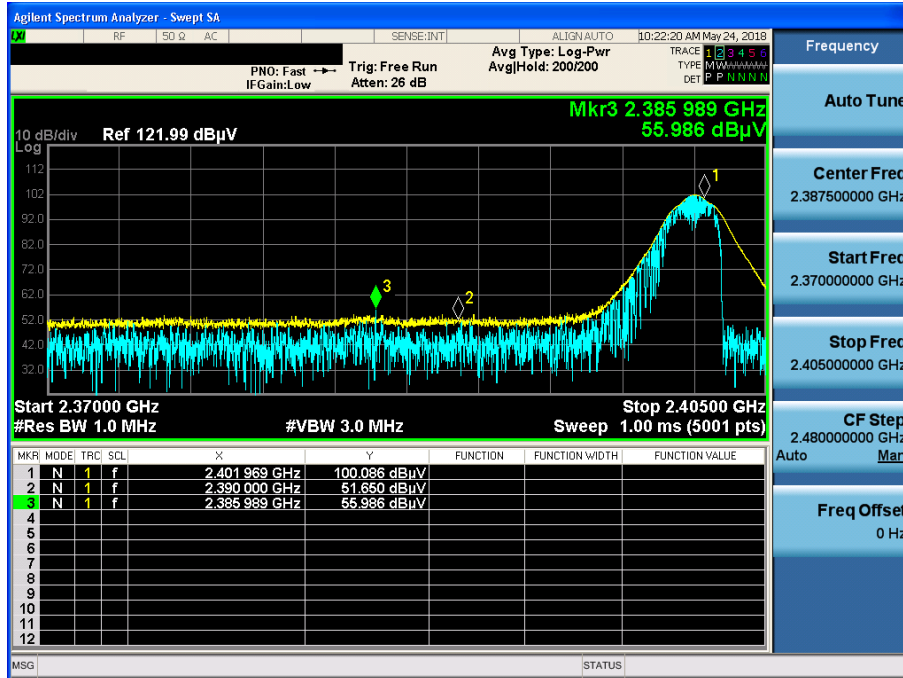 Agilent Spectrum Analyzer - Swept SA
LXI RF 50 Ω AC SENSE:INT ALIGN AUTO 10:22:20 AM May 24, 2018
Frequency
Avg Type: Log-Pwr
TRACE 1 2 3 4 5 6
PNO: Fast Trig: Free Run Avg|Hold: 200/200
TYPE M W W W W W
IFGain:Low Atten: 26 dB
DET P P N N N N
Auto Tune
Mkr3 2.385 989 GHz
55.986 dBµV
10 dB/div Ref 121.99 dBµV
Log
112
102
92.0
82.0
72.0
62.0
52.0
42.0
32.0
1
2
3
Start 2.37000 GHz Stop 2.40500 GHz
#Res BW 1.0 MHz #VBW 3.0 MHz Sweep 1.00 ms (5001 pts)
Center Freq
2.387500000 GHz
Start Freq
2.370000000 GHz
Stop Freq
2.405000000 GHz
CF Step
2.480000000 GHz
Auto Man
Freq Offset
0 Hz
MKR MODE TRC SCL X Y FUNCTION FUNCTION WIDTH FUNCTION VALUE
1 N 1 f 2.401 969 GHz 100.086 dBµV
2 N 1 f 2.390 000 GHz 51.650 dBµV
3 N 1 f 2.385 989 GHz 55.986 dBµV
4
5
6
7
8
9
10
11
12
MSG STATUS